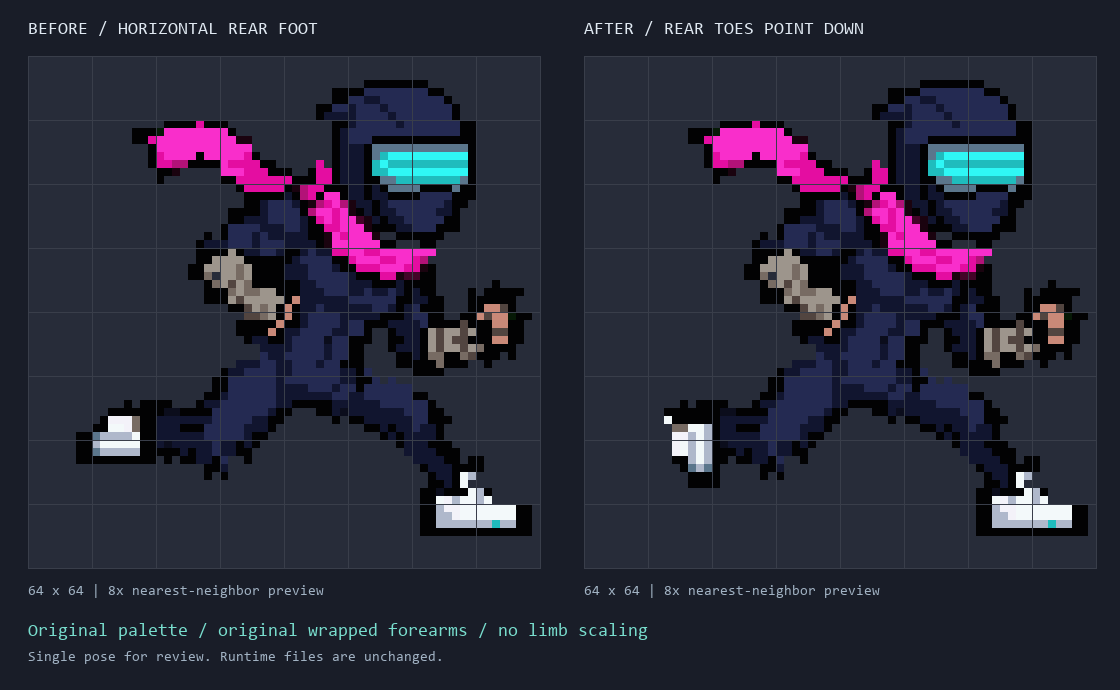 BEFORE / HORIZONTAL REAR FOOT
AFTER / REAR TOES POINT DOWN
64 x 64 | 8x nearest-neighbor preview
64 x 64 | 8x nearest-neighbor preview
Original palette / original wrapped forearms / no limb scaling
Single pose for review. Runtime files are unchanged.